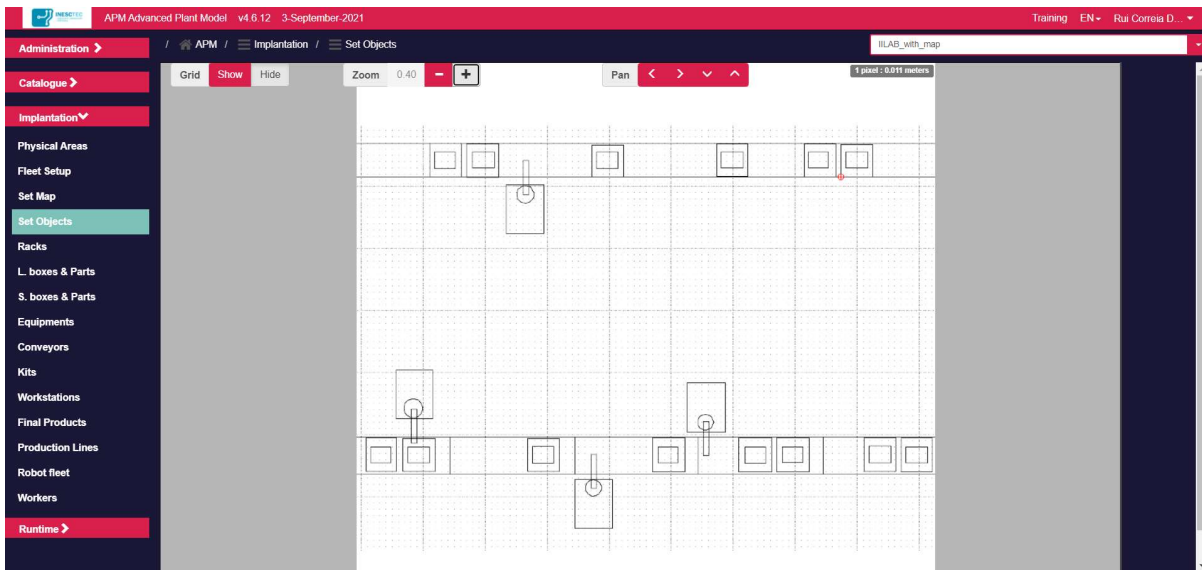 INESCTEC APM Advanced Plant Model v4.6.12 3-September-2021 Training EN Rui Correia D...
Administration
/ APM / Implantation / Set Objects IILAB_with_map
Catalogue
Grid Show Hide Zoom 0.40 - + Pan 1 pixel : 0.011 meters
Implantation
Physical Areas
Fleet Setup
Set Map
Set Objects
Racks
L. boxes & Parts
S. boxes & Parts
Equipments
Conveyors
Kits
Workstations
Final Products
Production Lines
Robot fleet
Workers
Runtime